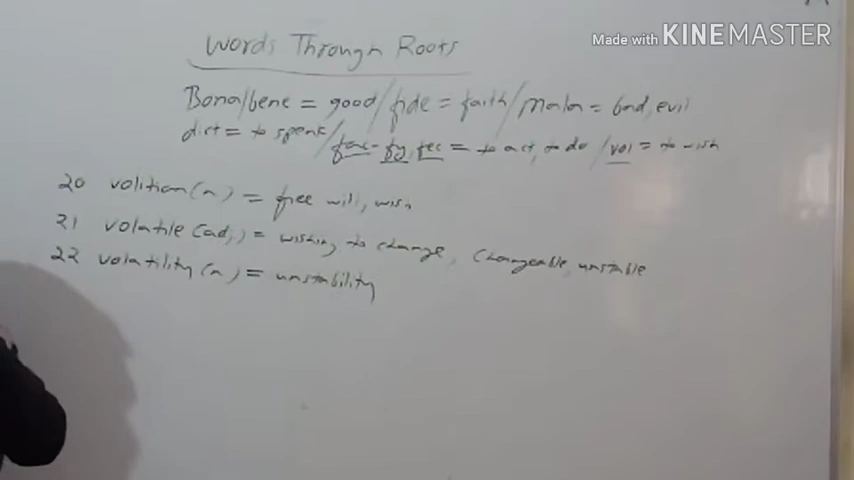 Made with KINEMASTER
Words Through Roots
Bona/bene = good/fide = faith/mala = bad, evil
dict = to speak/fac-fy, fec = to act, to do/vol = to wish
20 volition(n) = free will, wish
21 volatile (adj) = wishing to change, changeable, unstable
22 volatility(n) = unstability